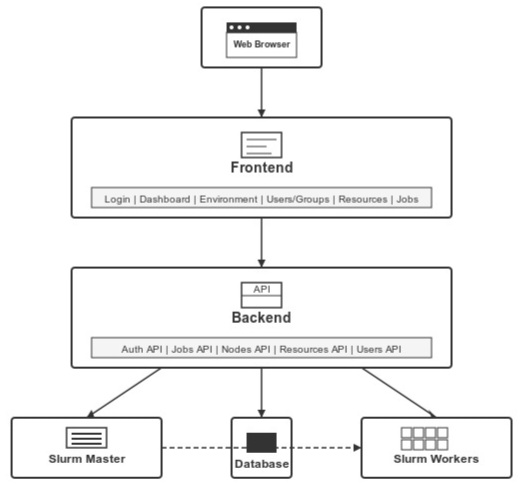 Web Browser
Frontend
Login | Dashboard | Environment | Users/Groups | Resources | Jobs
API
Backend
Auth API | Jobs API | Nodes API | Resources API | Users API
Slurm Master
Database
Slurm Workers